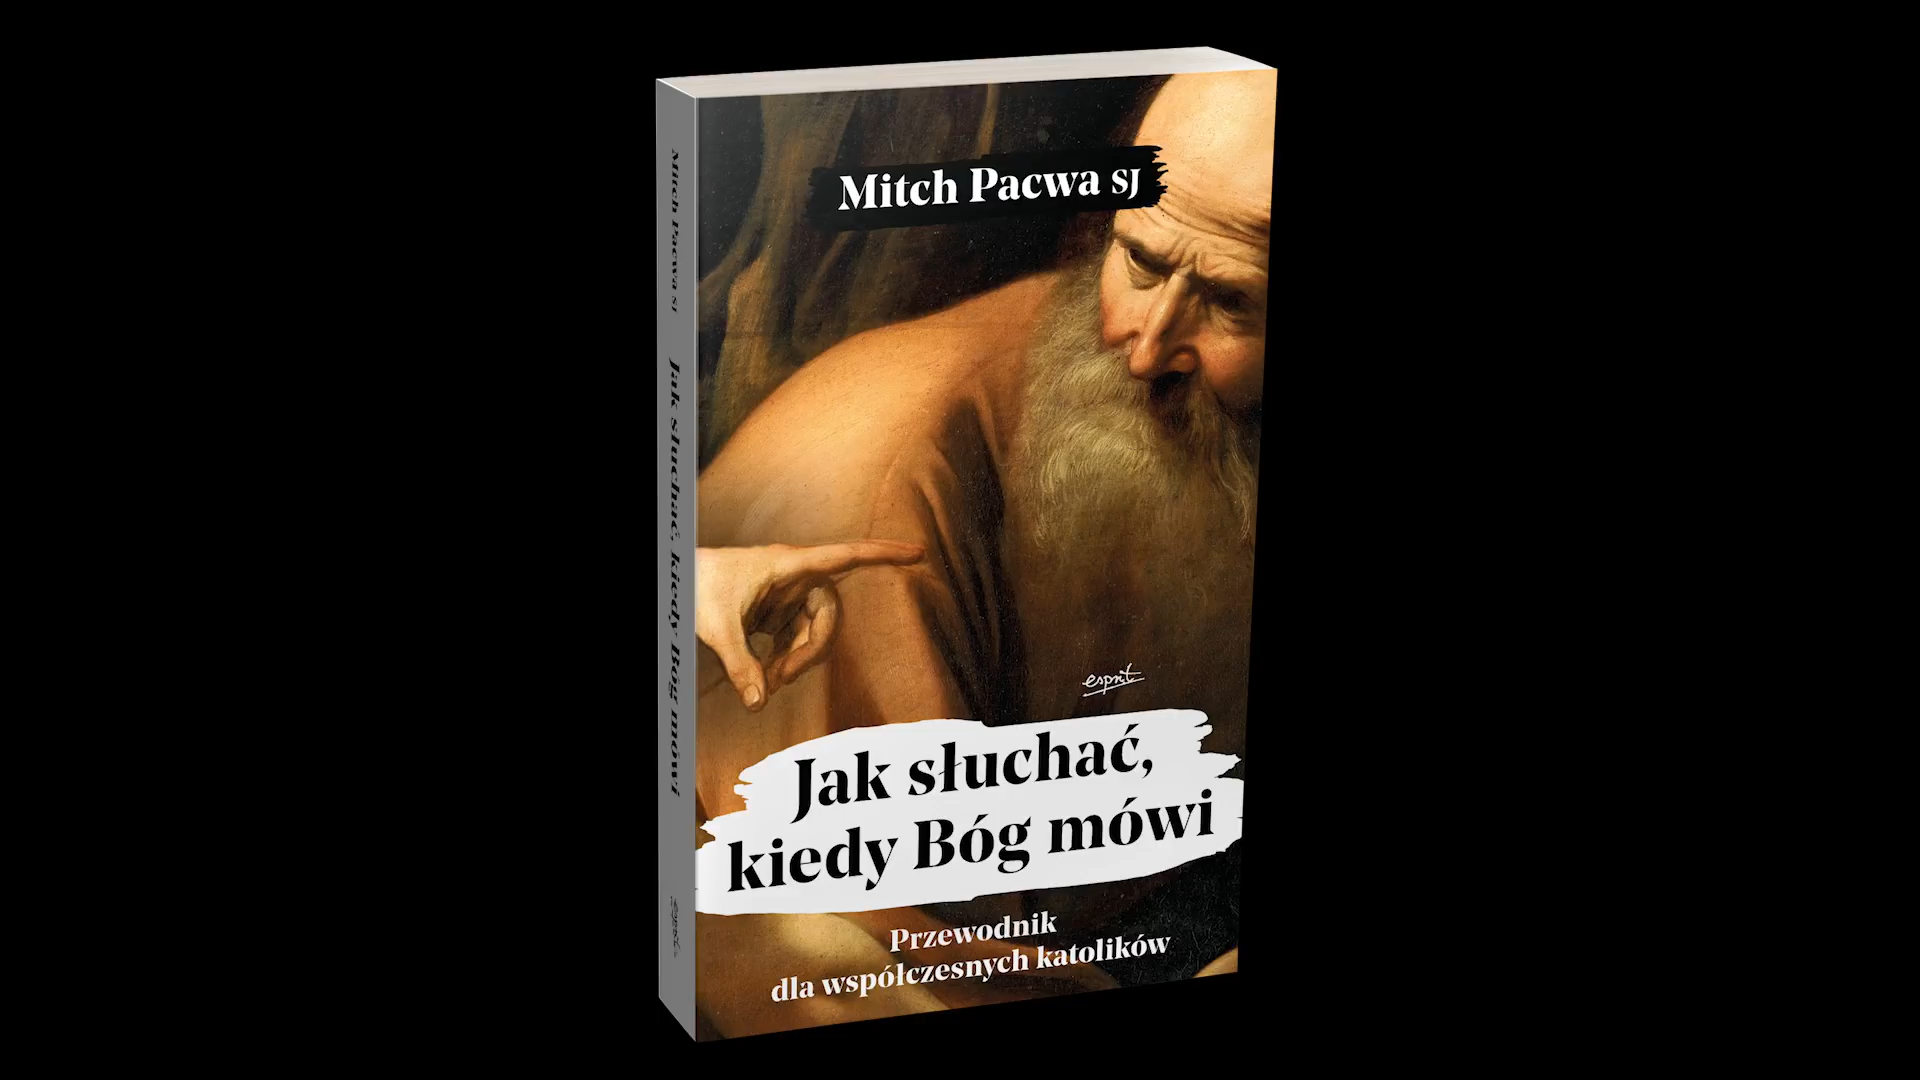 Mitch Pacwa SJ
Mitch Pacwa SJ
Jak słuchać, kiedy Bóg mówi
esprit
esprit
Jak słuchać,
kiedy Bóg mówi
Przewodnik
dla współczesnych katolików